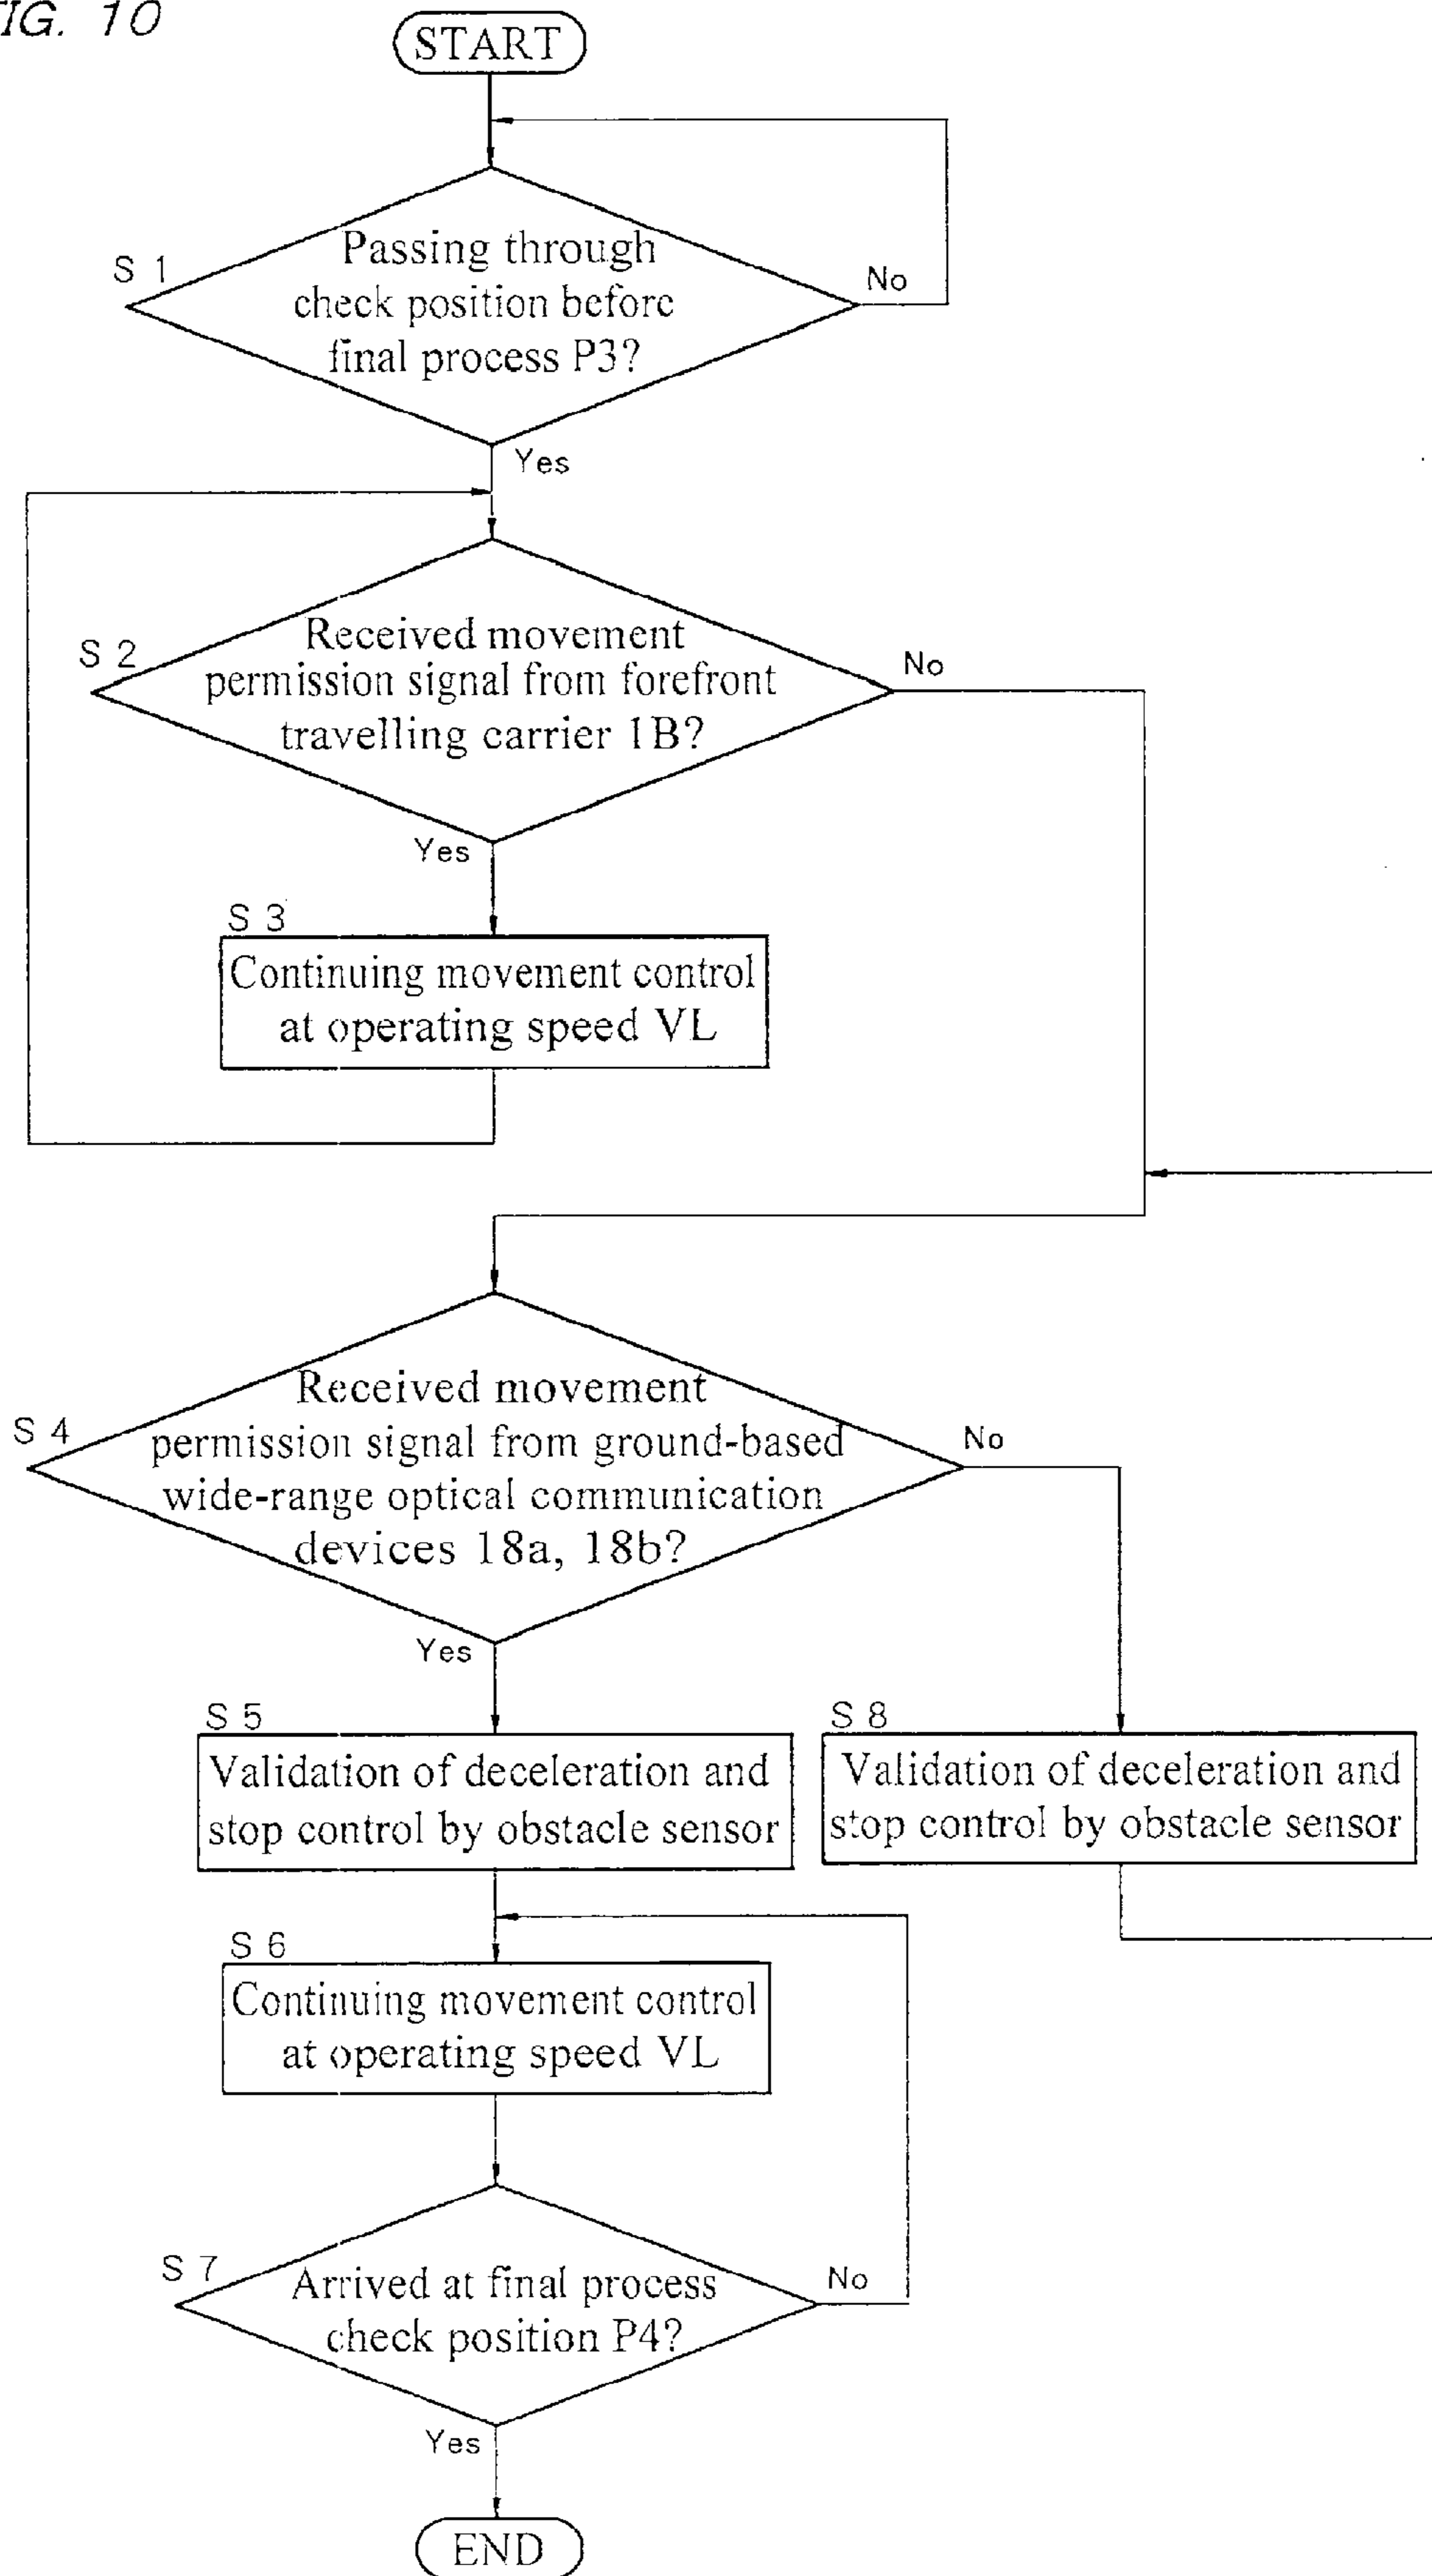 FIG. 10
START
S 1
Passing through
check position before
final process P3?
No
Yes
S 2
Received movement
permission signal from forefront
travelling carrier 1B?
No
Yes
S 3
Continuing movement control
at operating speed VL
S 4
Received movement
permission signal from ground-based
wide-range optical communication
devices 18a, 18b?
No
Yes
S 5
Validation of deceleration and
stop control by obstacle sensor
S 8
Validation of deceleration and
stop control by obstacle sensor
S 6
Continuing movement control
at operating speed VL
S 7
Arrived at final process
check position P4?
No
Yes
END